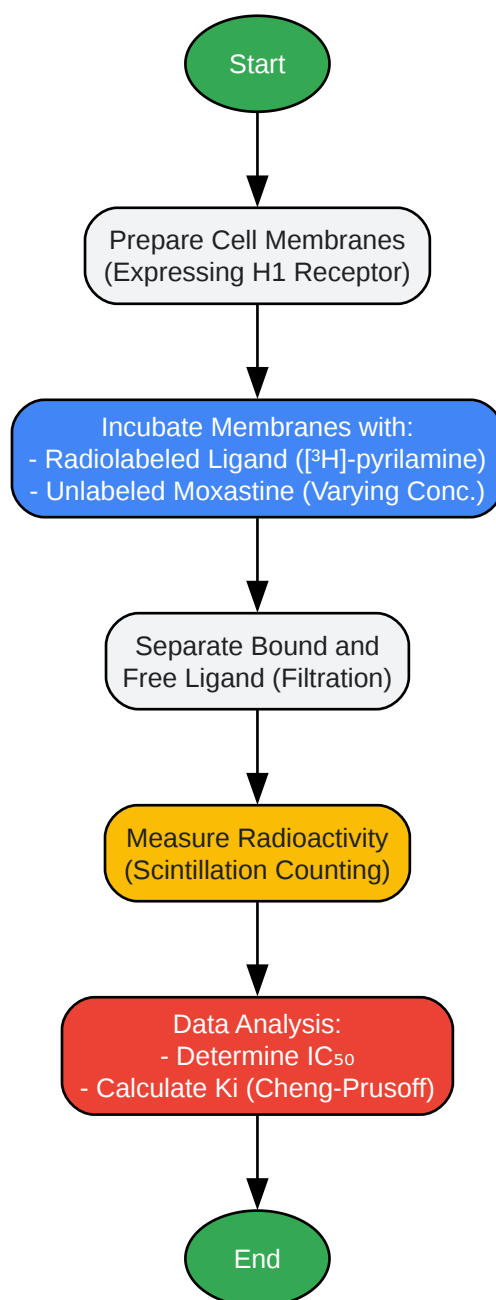 Start
Prepare Cell Membranes
(Expressing H1 Receptor)
Incubate Membranes with:
- Radiolabeled Ligand ([³H]-pyrilamine)
- Unlabeled Moxastine (Varying Conc.)
Separate Bound and
Free Ligand (Filtration)
Measure Radioactivity
(Scintillation Counting)
Data Analysis:
- Determine IC₅₀
- Calculate Ki (Cheng-Prusoff)
End